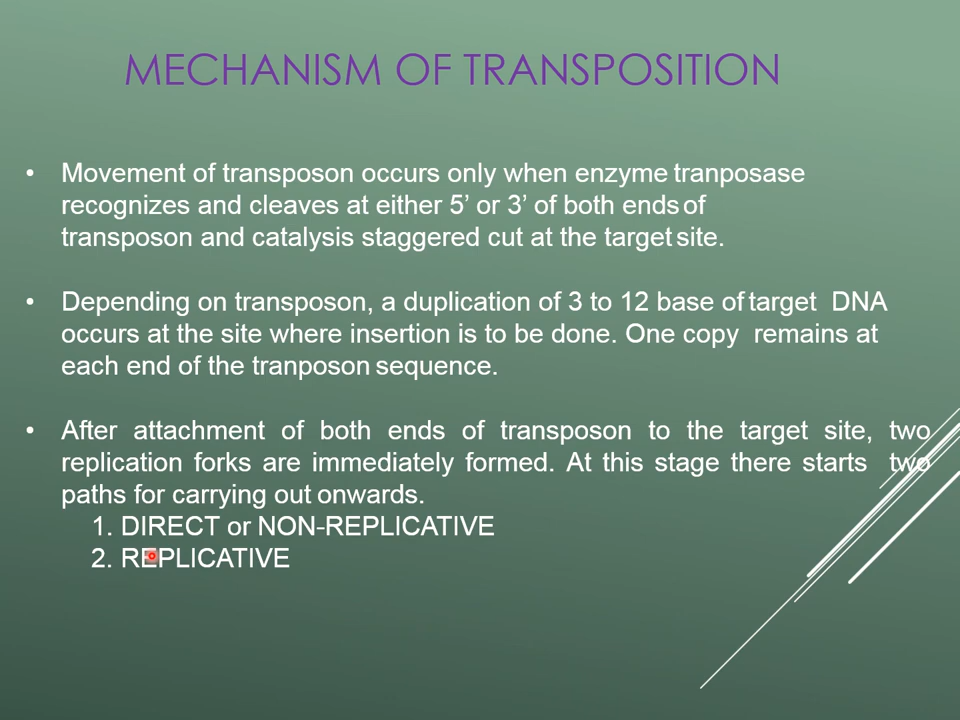 MECHANISM OF TRANSPOSITION
• Movement of transposon occurs only when enzyme tranposase
recognizes and cleaves at either 5’ or 3’ of both ends of
transposon and catalysis staggered cut at the target site.
• Depending on transposon, a duplication of 3 to 12 base of target DNA
occurs at the site where insertion is to be done. One copy remains at
each end of the tranposon sequence.
• After attachment of both ends of transposon to the target site, two
replication forks are immediately formed. At this stage there starts two
paths for carrying out onwards.
1. DIRECT or NON-REPLICATIVE
2. REPLICATIVE